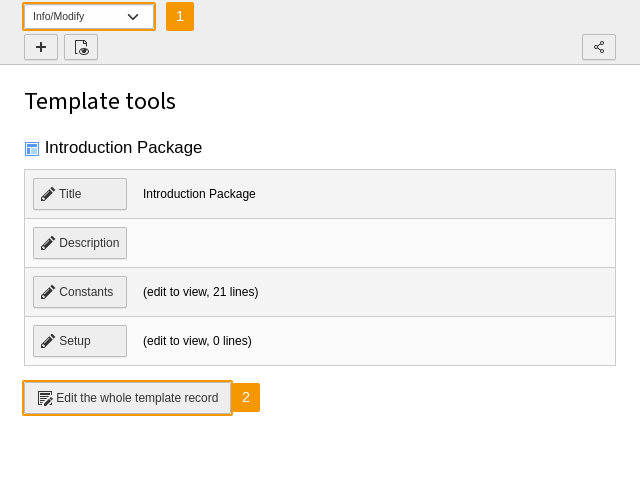 Info/Modify
1
Template tools
Introduction Package
Title Introduction Package
Description
Constants (edit to view, 21 lines)
Setup (edit to view, 0 lines)
Edit the whole template record 2